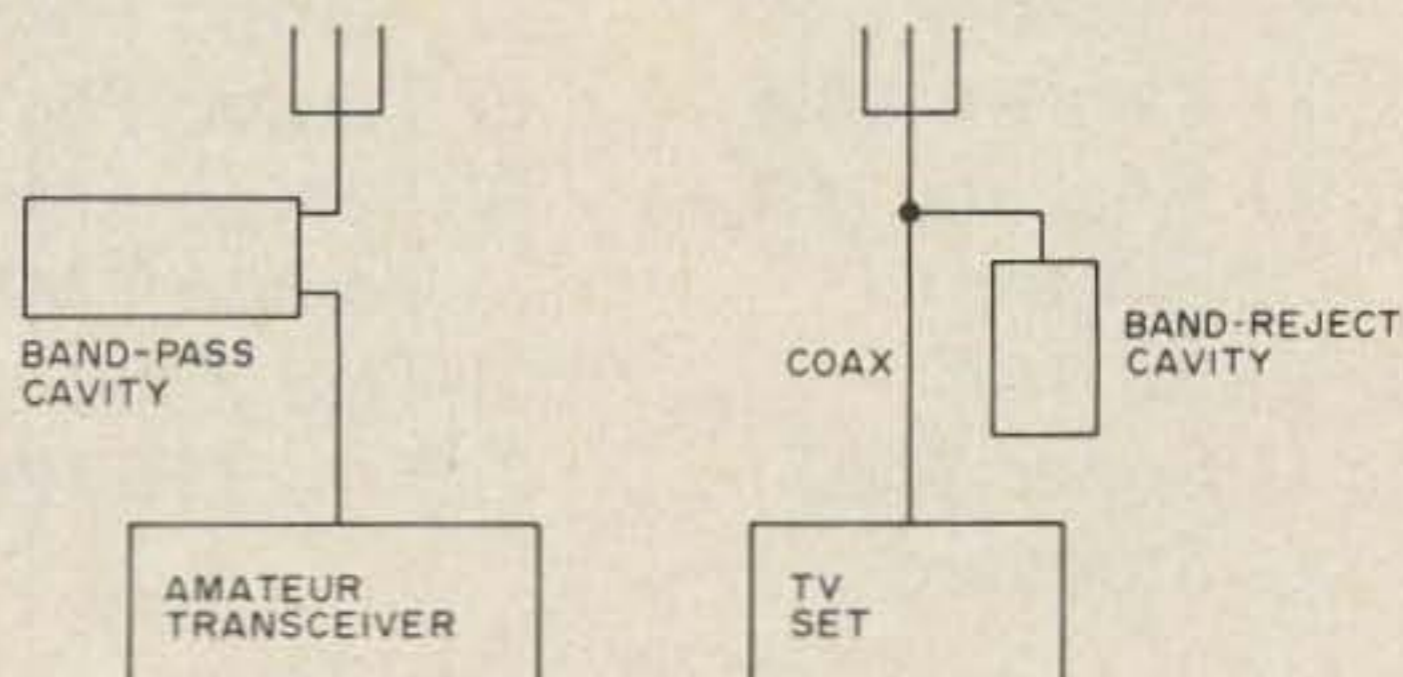 BAND-PASS
CAVITY
COAX
BAND-REJECT
CAVITY
AMATEUR
TRANSCEIVER
TV
SET